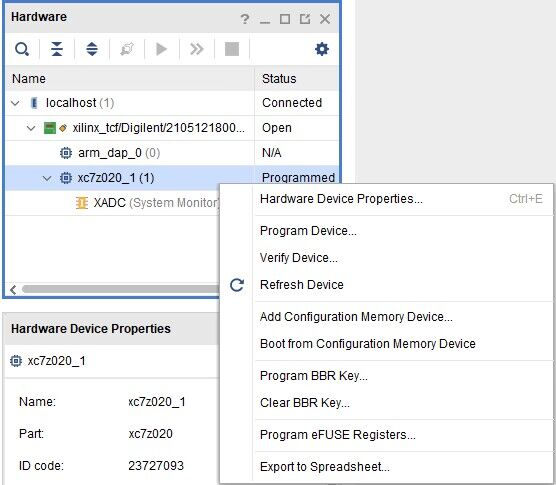 Hardware
Name Status
localhost (1) Connected
xilinx_tcf/Digilent/2105121800... Open
arm_dap_0 (0) N/A
xc7z020_1 (1) Programmed
XADC (System Monitor)
Hardware Device Properties... Ctrl+E
Program Device...
Verify Device...
Refresh Device
Add Configuration Memory Device...
Boot from Configuration Memory Device
Program BBR Key...
Clear BBR Key...
Program eFUSE Registers...
Export to Spreadsheet...
Hardware Device Properties
xc7z020_1
Name: xc7z020_1
Part: xc7z020
ID code: 23727093